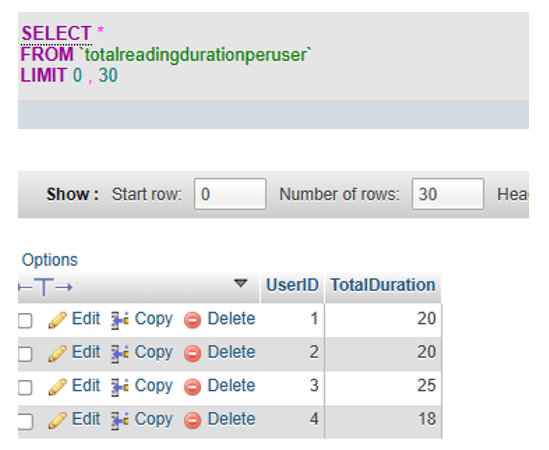 SELECT *
FROM `totalreadingdurationperuser`
LIMIT 0 , 30
Show : Start row: 0 Number of rows: 30 Hea
Options
←T→ UserID TotalDuration
Edit Copy Delete 1 20
Edit Copy Delete 2 20
Edit Copy Delete 3 25
Edit Copy Delete 4 18